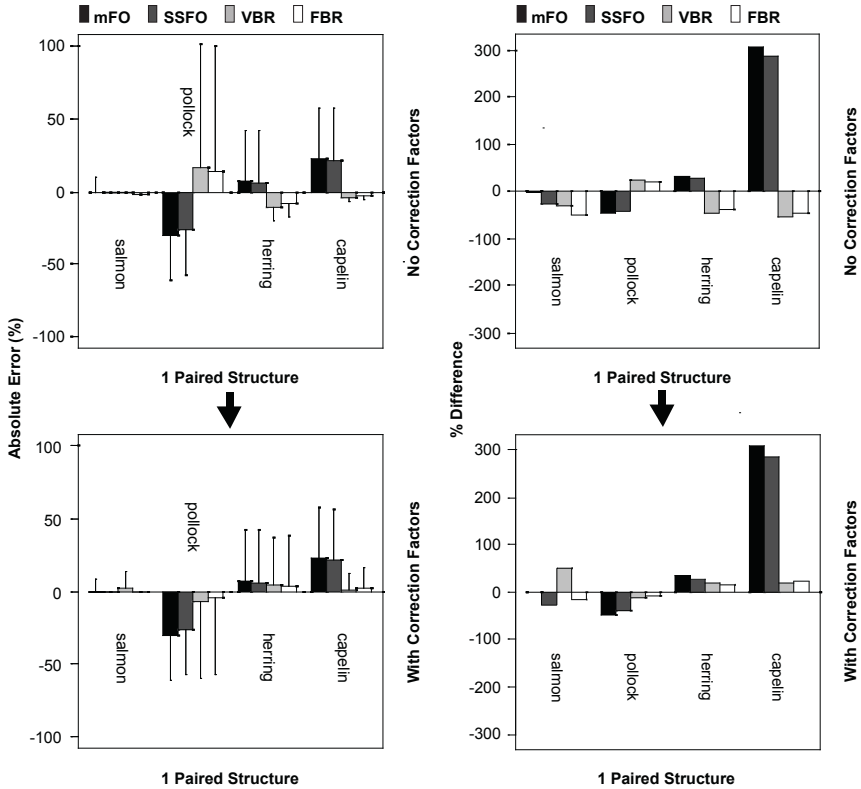 mFO SSFO VBR FBR
100
50
0
-50
-100
pollock
salmon
herring
capelin
Absolute Error (%)
No Correction Factors
1 Paired Structure
mFO SSFO VBR FBR
300
200
100
0
-100
-200
-300
salmon
pollock
herring
capelin
% Difference
No Correction Factors
1 Paired Structure
100
50
0
-50
-100
pollock
salmon
herring
capelin
With Correction Factors
1 Paired Structure
300
200
100
0
-100
-200
-300
salmon
pollock
herring
capelin
With Correction Factors
1 Paired Structure